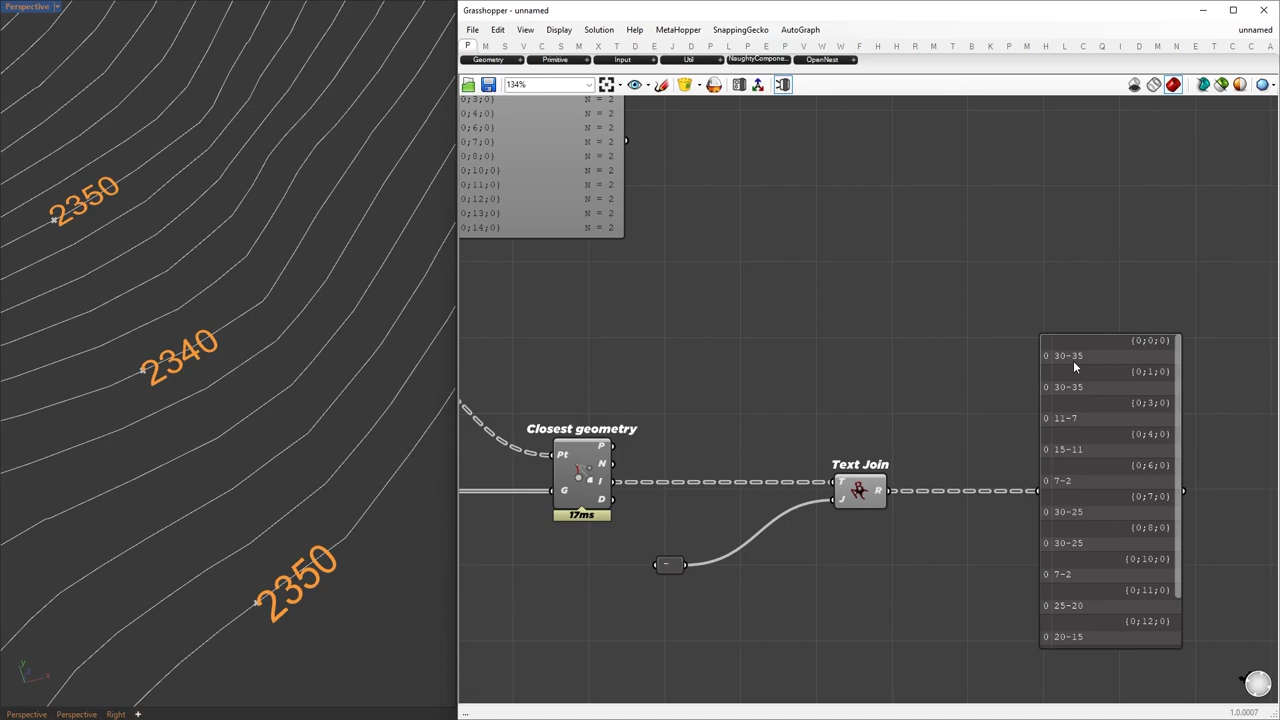 Perspective
2350
2340
2350
Perspective Perspective Right
Grasshopper - unnamed
File Edit View Display Solution Help MetaHopper SnappingGecko AutoGraph
unnamed
P M S V C S V M X T D E P J D W A F H H B P A M H L C Q I D M N E T S L C A
Geometry Primitive Input Util NaughtyCompone... OpenNest
134%
0;3;0} N = 2
0;4;0} N = 2
0;6;0} N = 2
0;7;0} N = 2
0;8;0} N = 2
0;10;0} N = 2
0;11;0} N = 2
0;12;0} N = 2
0;13;0} N = 2
0;14;0} N = 2
Closest geometry
Pt
G
P
N
I
D
17ms
-
Text Join
T
J
R
{0;0;0}
0 30-35
{0;1;0}
0 30-35
{0;3;0}
0 11-7
{0;4;0}
0 15-11
{0;6;0}
0 7-2
{0;7;0}
0 30-25
{0;8;0}
0 30-25
{0;10;0}
0 7-2
{0;11;0}
0 25-20
{0;12;0}
0 20-15
...
1.0.0007
y
x